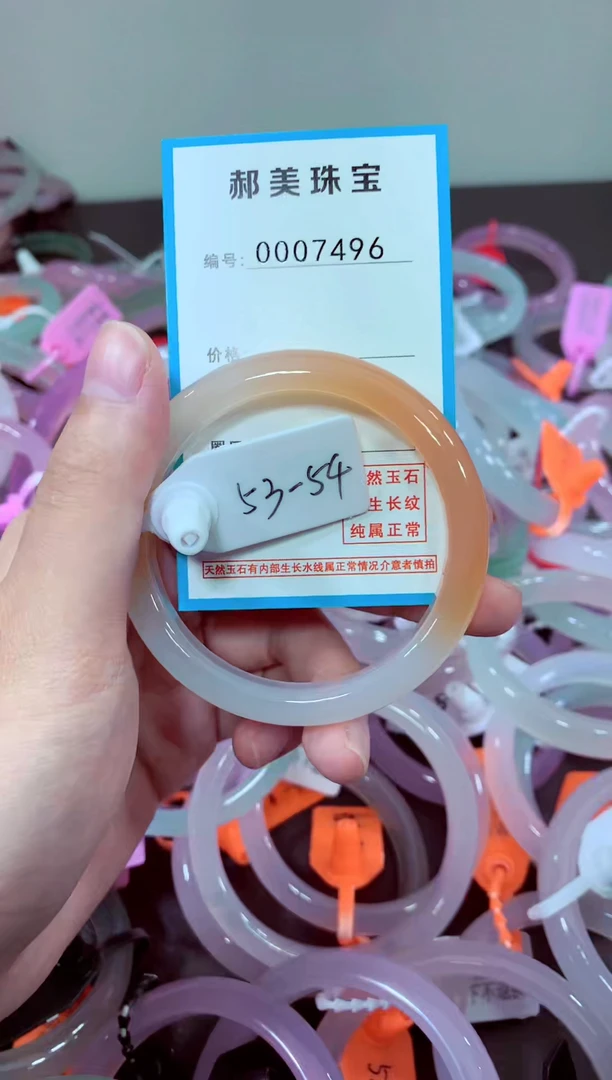 郝美珠宝
编号: 0007496
价格
53-54
然玉石
生长纹
纯属正常
天然玉石有内部生长水线属正常情况介意者慎拍